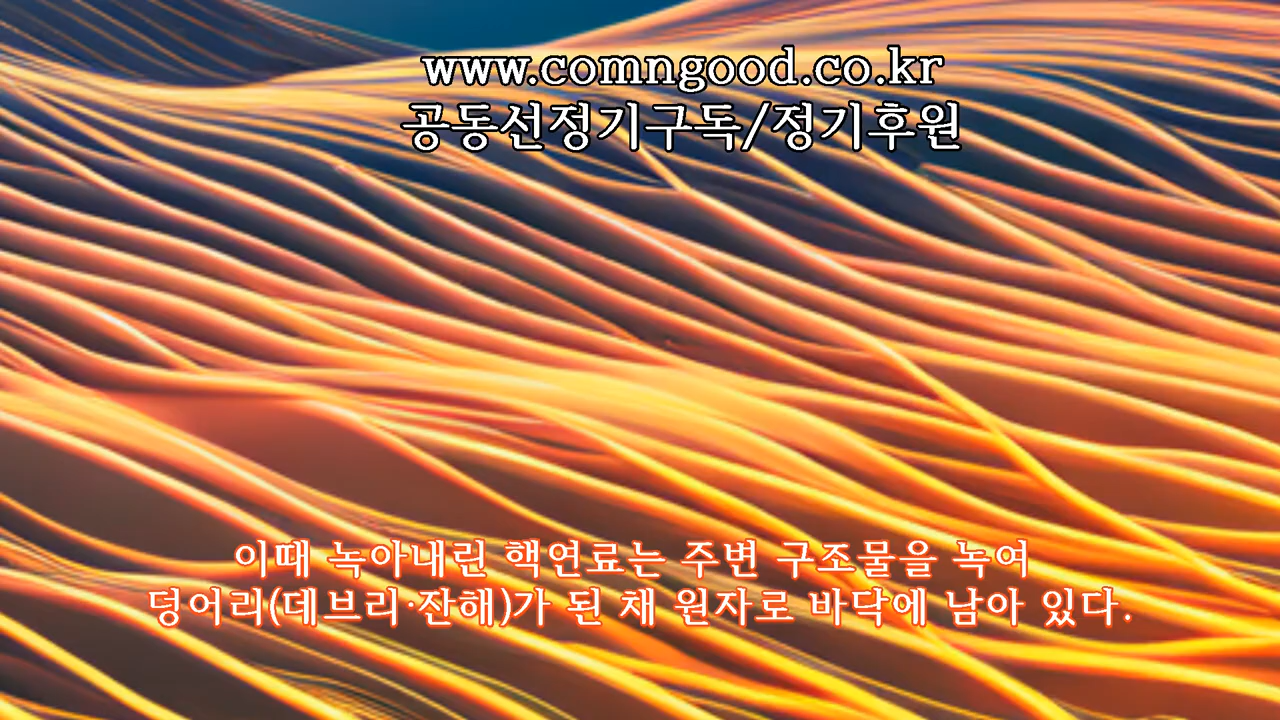 www.comngood.co.kr
공동선정기구독/정기후원
이때 녹아내린 핵연료는 주변 구조물을 녹여
덩어리(데브리·잔해)가 된 채 원자로 바닥에 남아 있다.